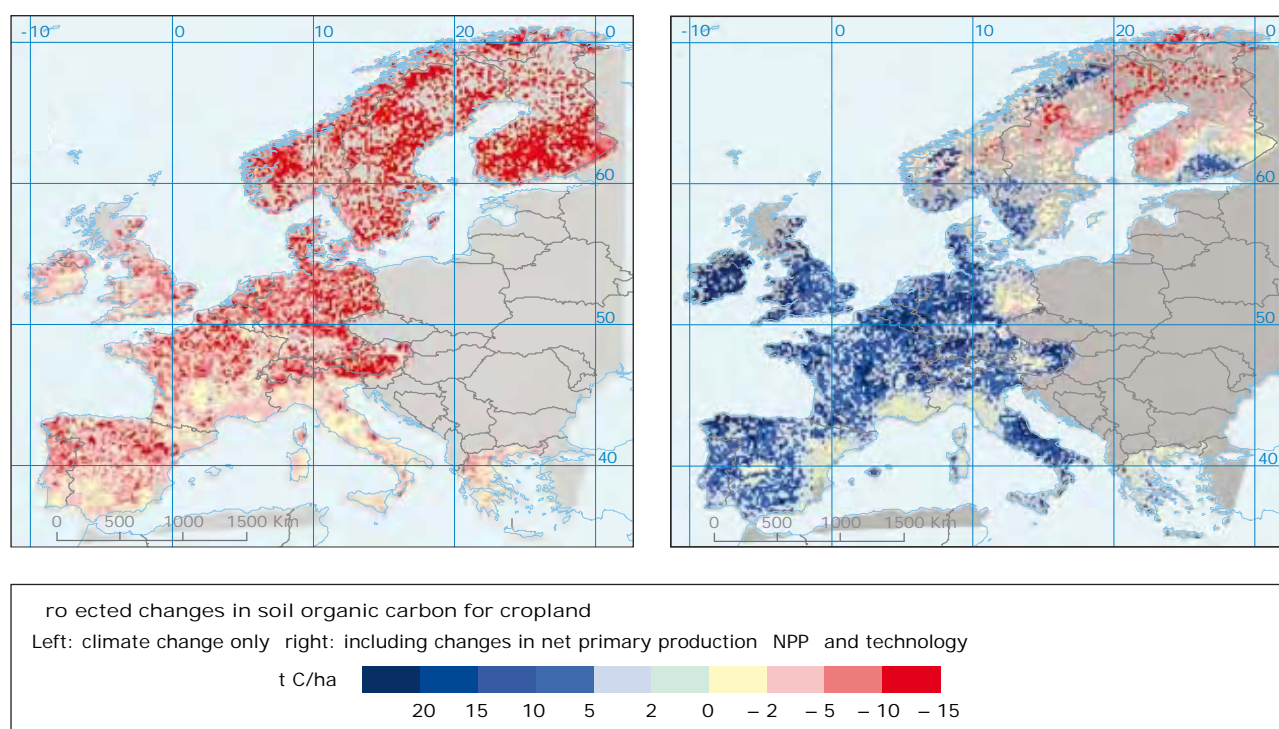 -10 0 10 20 0
60
50
40
0 500 1000 1500 Km
-10 0 10 20 0
60
50
40
0 500 1000 1500 Km
ro ected changes in soil organic carbon for cropland
Left: climate change only right: including changes in net primary production NPP and technology
t C/ha
20 15 10 5 2 0 – 2 – 5 – 10 – 15